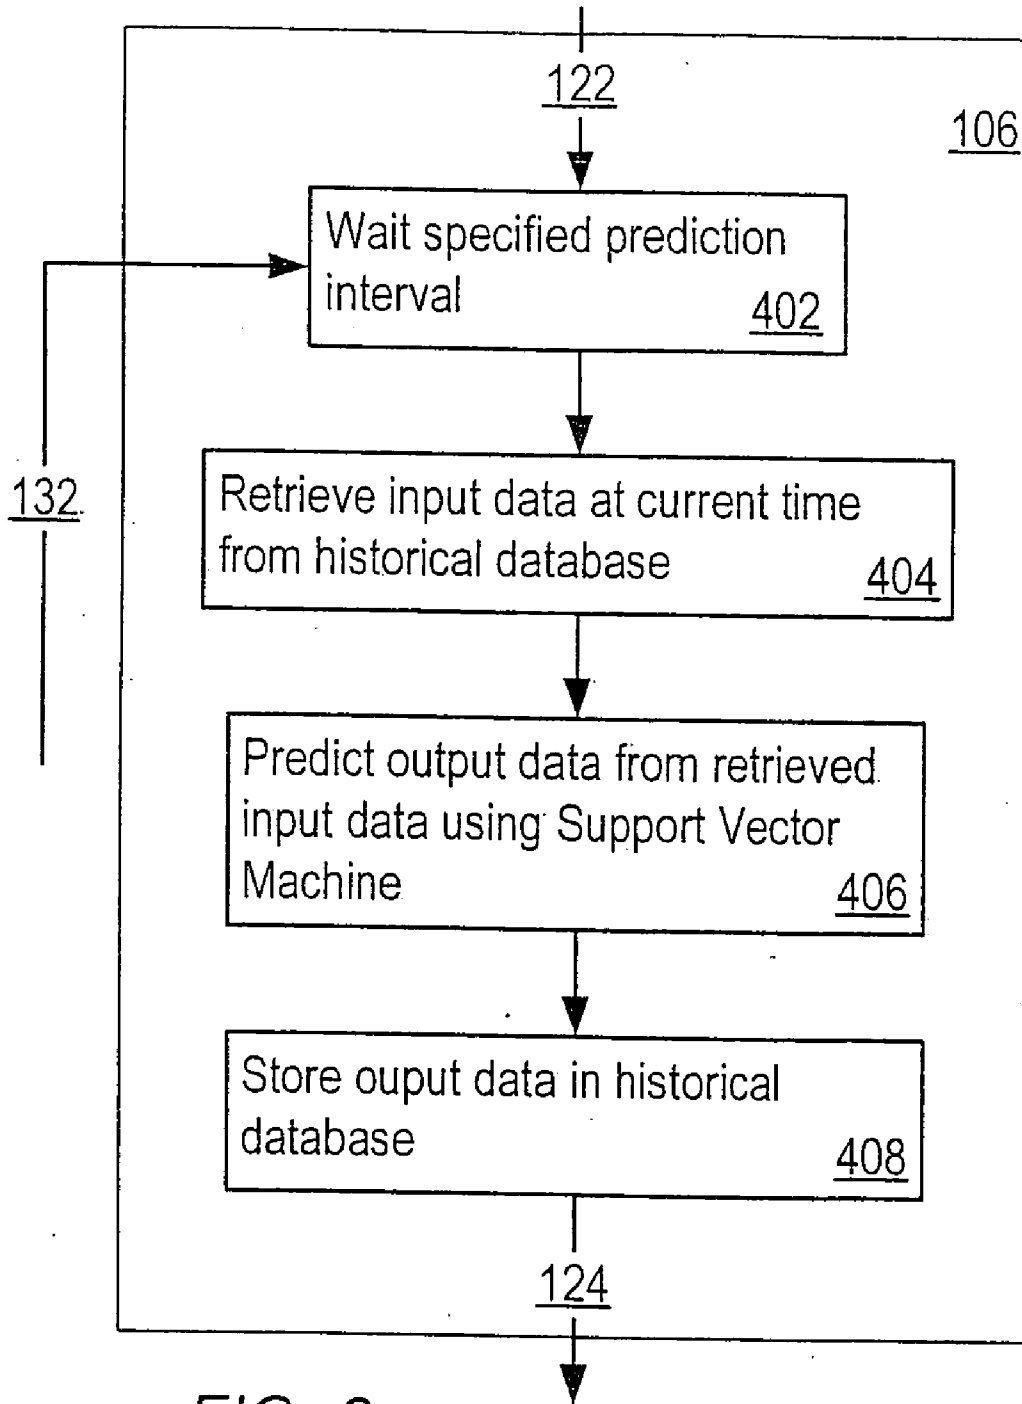 122
106
Wait specified prediction
interval
402
132
Retrieve input data at current time
from historical database
404
Predict output data from retrieved
input data using Support Vector
Machine
406
Store ouput data in historical
database
408
124